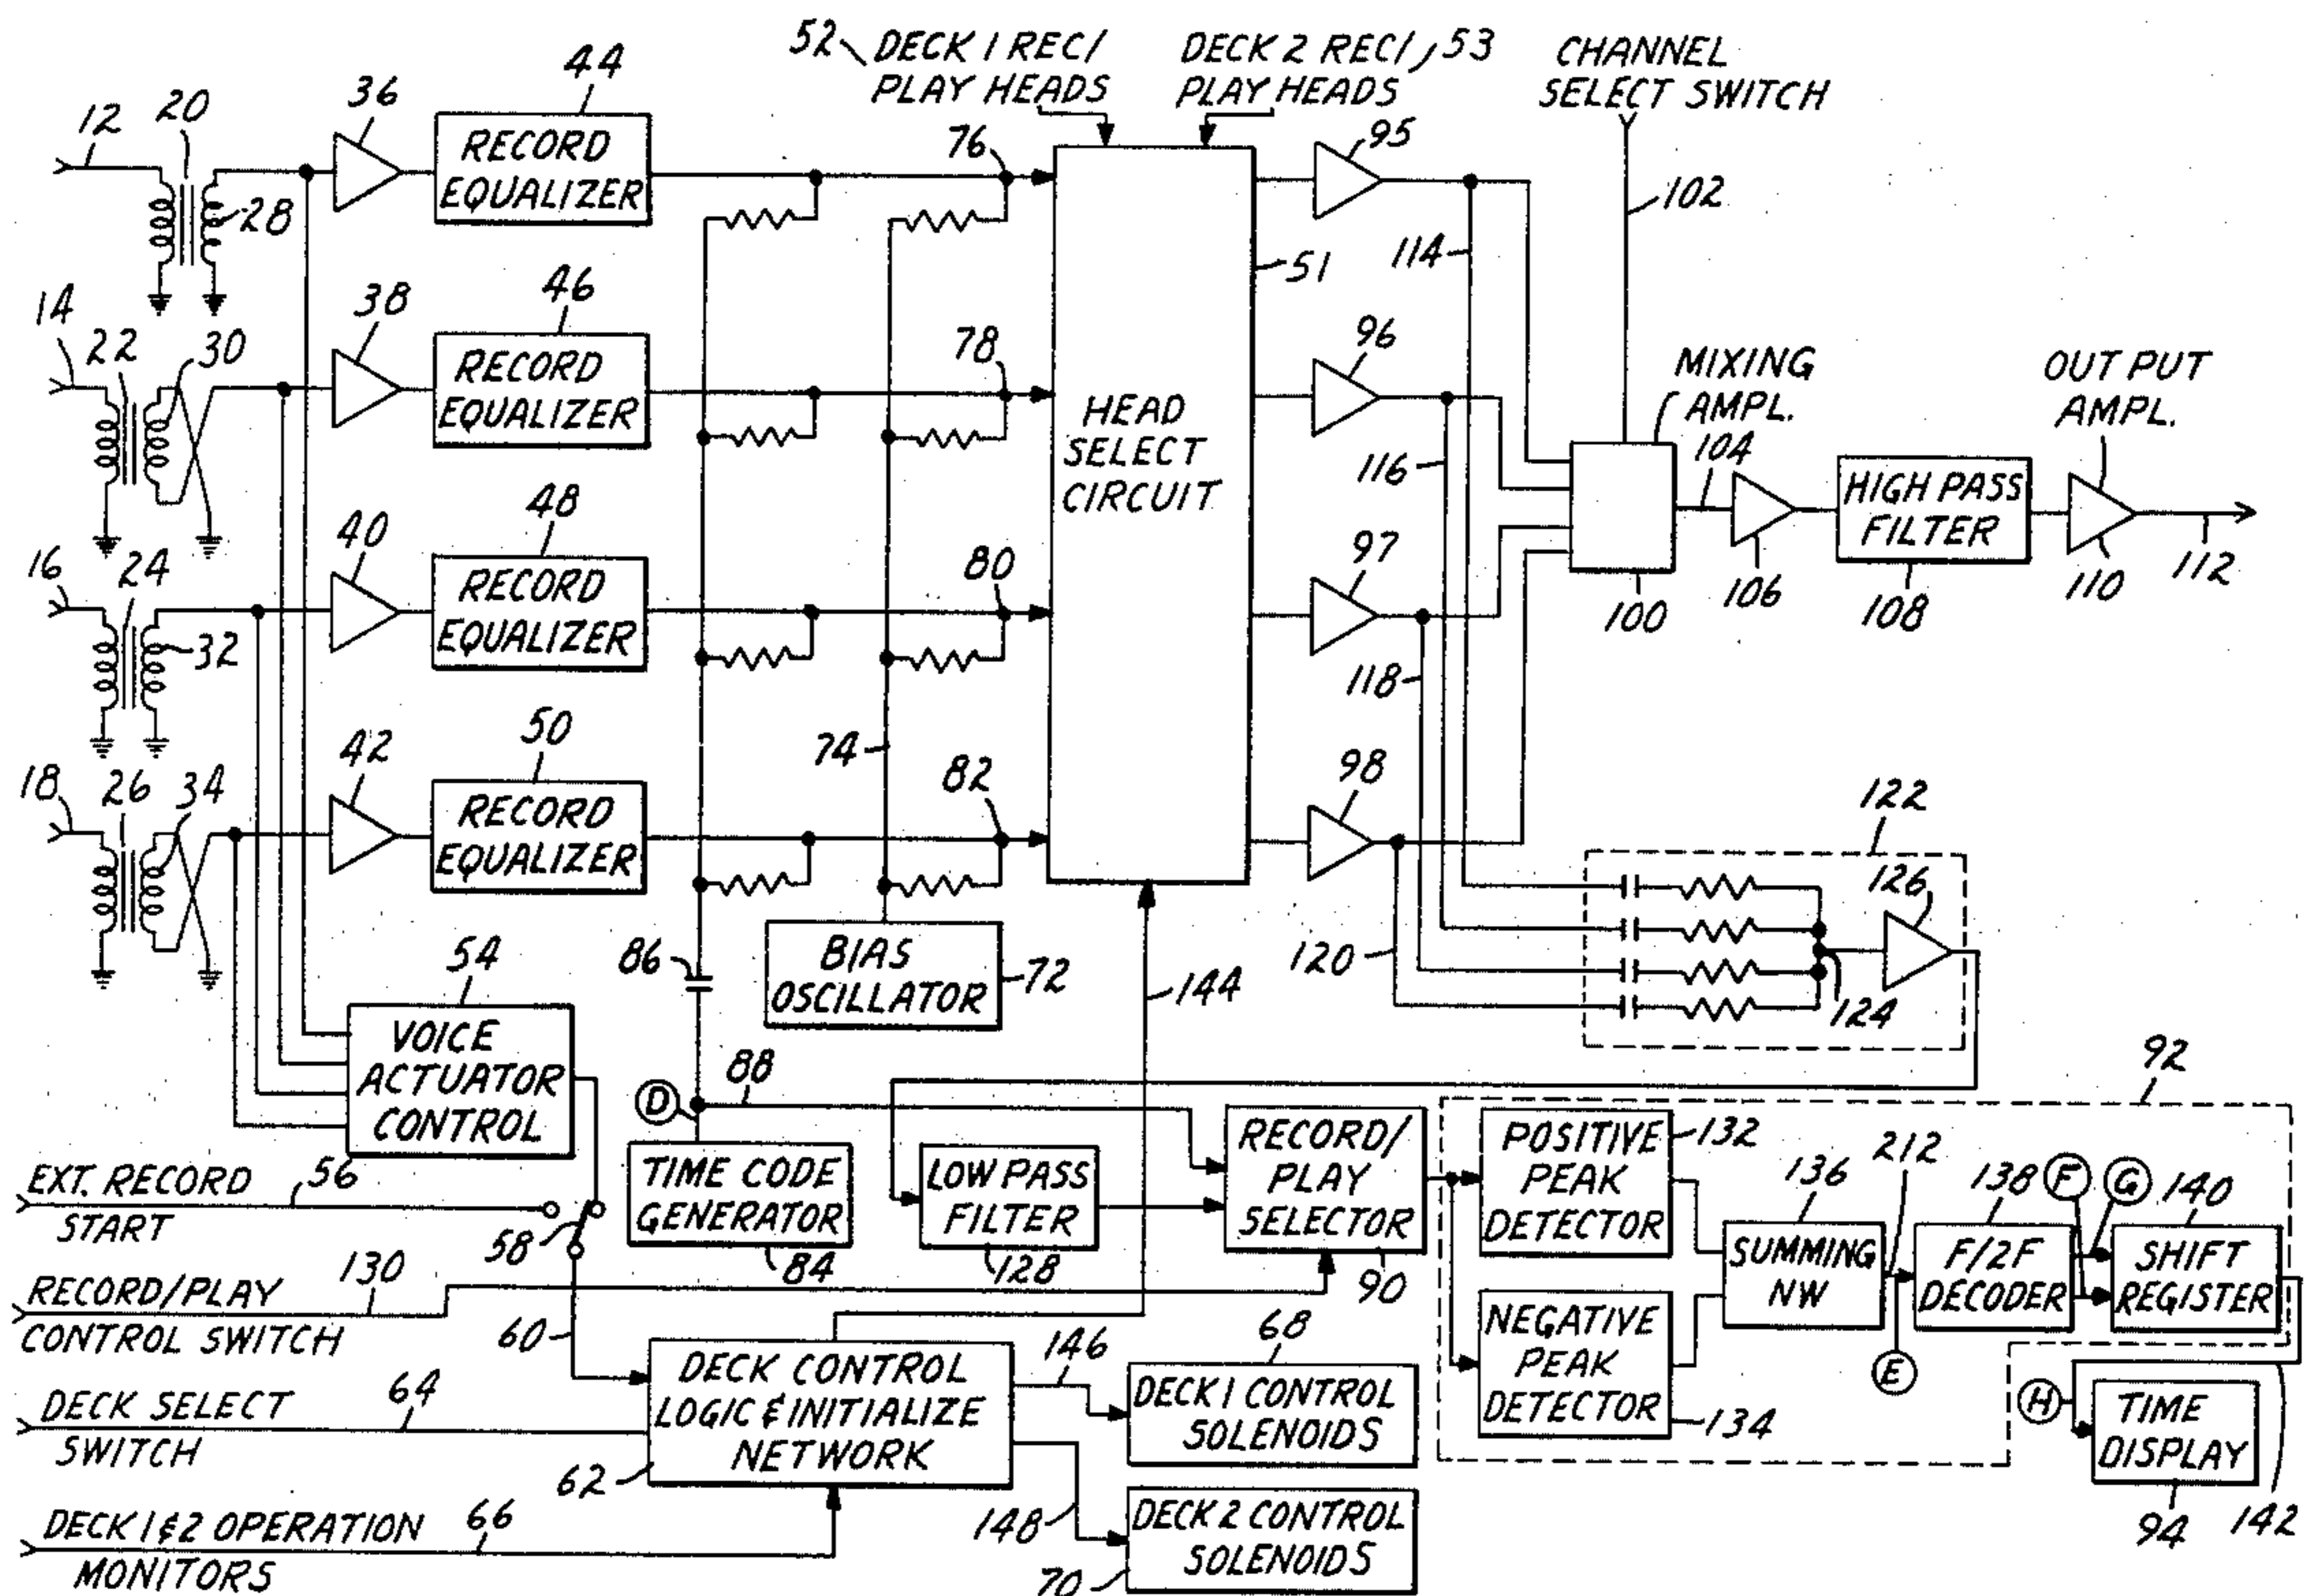 52 DECK 1 REC/ PLAY HEADS
DECK 2 REC/ PLAY HEADS 53
CHANNEL SELECT SWITCH
12
20
28
36
44
RECORD EQUALIZER
76
95
102
114
51
14
22
30
38
46
RECORD EQUALIZER
78
HEAD SELECT CIRCUIT
96
116
MIXING AMPL.
104
OUT PUT AMPL.
HIGH PASS FILTER
100
106
108
110
112
16
24
32
40
48
RECORD EQUALIZER
80
97
118
18
26
34
42
50
RECORD EQUALIZER
74
82
98
120
122
126
124
86
BIAS OSCILLATOR
72
144
54
VOICE ACTUATOR CONTROL
D
88
92
EXT. RECORD START
56
58
TIME CODE GENERATOR
84
LOW PASS FILTER
128
RECORD/ PLAY SELECTOR
90
POSITIVE PEAK DETECTOR
132
NEGATIVE PEAK DETECTOR
134
136
SUMMING NW
212
E
138
F/2F DECODER
F
G
140
SHIFT REGISTER
RECORD/PLAY CONTROL SWITCH
130
60
DECK SELECT SWITCH
64
DECK CONTROL LOGIC & INITIALIZE NETWORK
62
146
68
DECK 1 CONTROL SOLENOIDS
148
DECK 2 CONTROL SOLENOIDS
70
H
TIME DISPLAY
94
142
DECK 1 & 2 OPERATION MONITORS
66